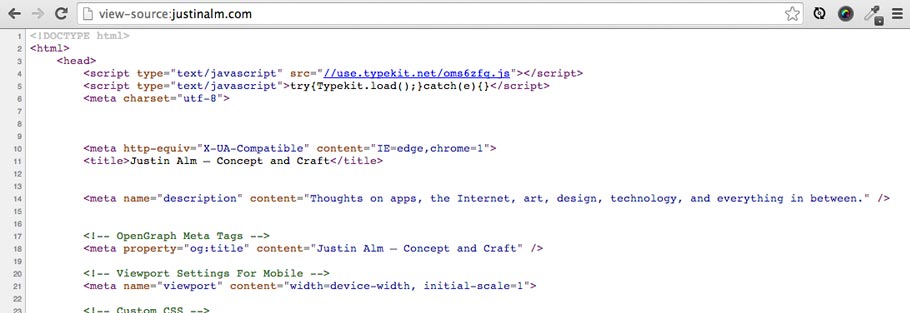 view-source:justinalm.com
1 <!DOCTYPE html>
2 <html>
3 <head>
4 <script type="text/javascript" src="//use.typekit.net/oms6zfq.js"></script>
5 <script type="text/javascript">try{Typekit.load();}catch(e){}</script>
6 <meta charset="utf-8">
7
8
9
10 <meta http-equiv="X-UA-Compatible" content="IE=edge,chrome=1">
11 <title>Justin Alm — Concept and Craft</title>
12
13
14 <meta name="description" content="Thoughts on apps, the Internet, art, design, technology, and everything in between." />
15
16
17 <!-- OpenGraph Meta Tags -->
18 <meta property="og:title" content="Justin Alm — Concept and Craft" />
19
20 <!-- Viewport Settings For Mobile -->
21 <meta name="viewport" content="width=device-width, initial-scale=1">
22
23 <!-- Custom CSS -->